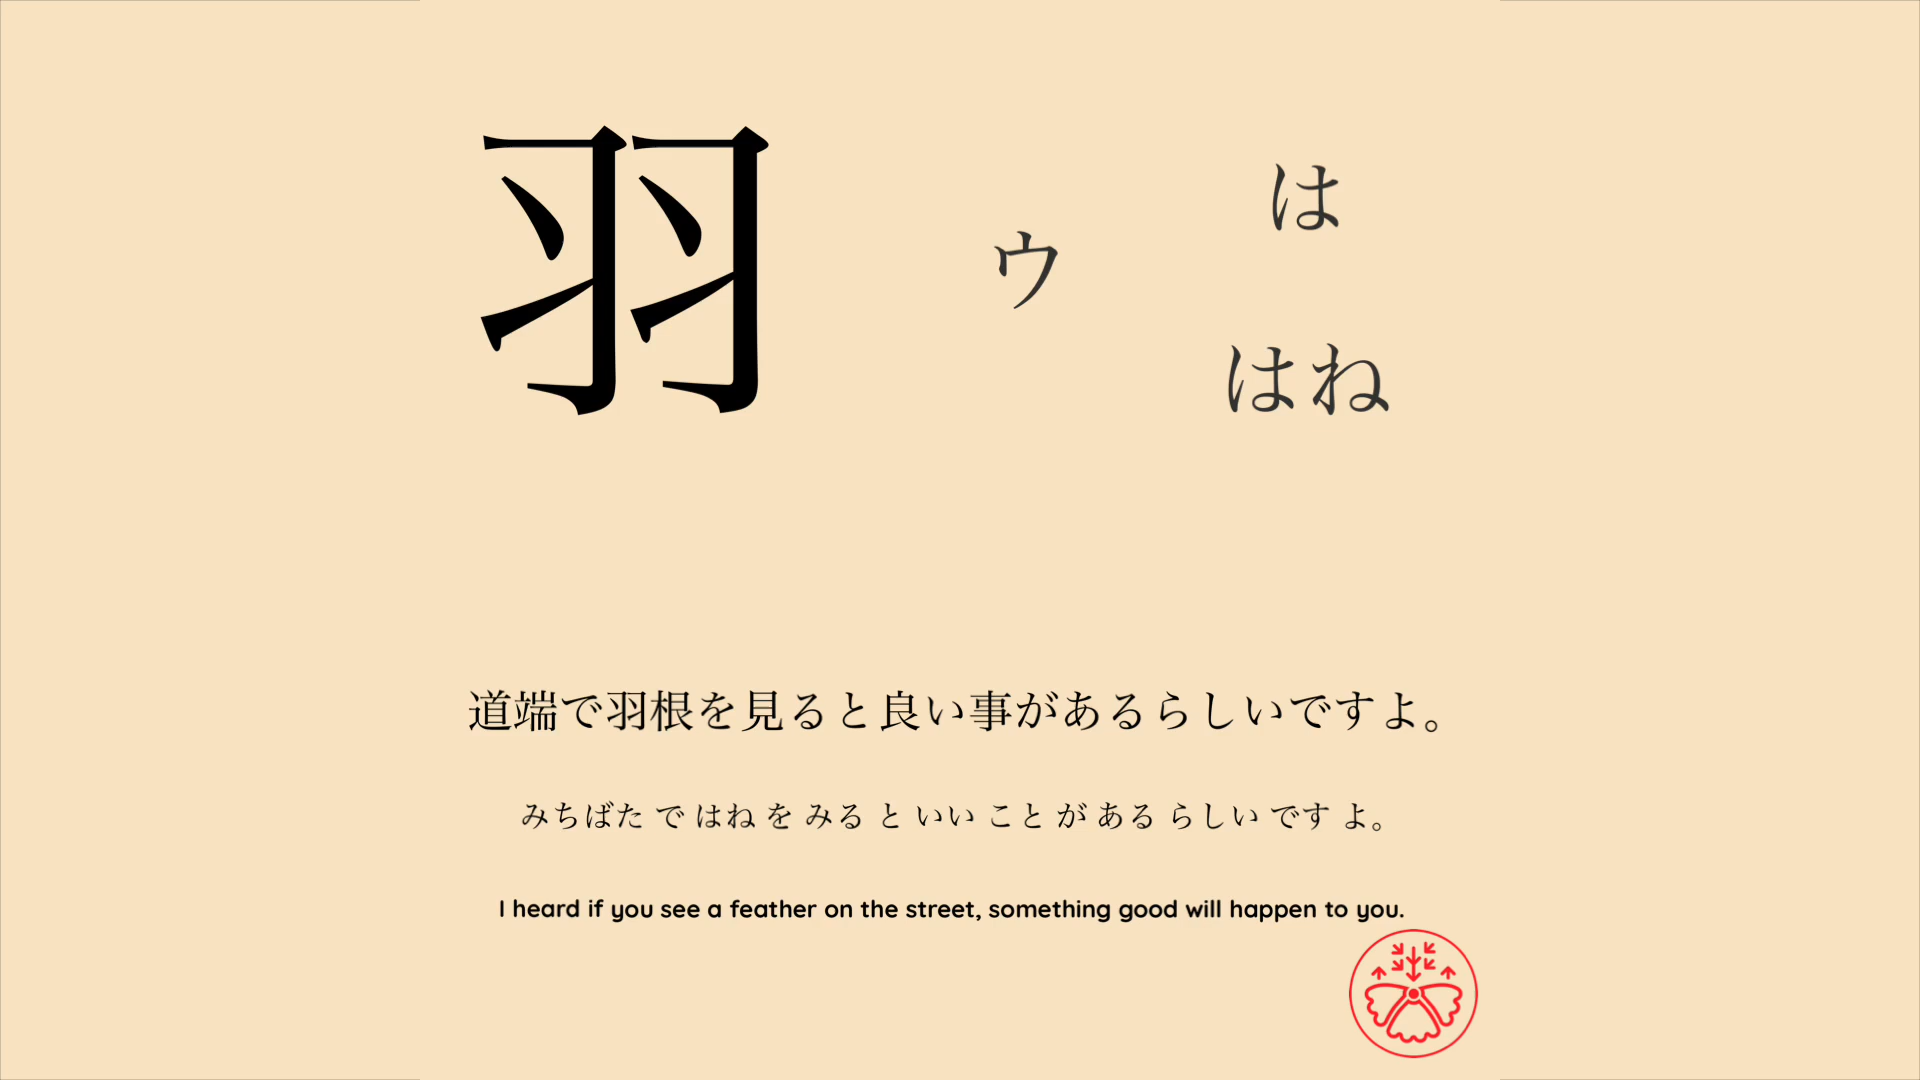 羽
ウ
は
はね
道端で羽根を見ると良い事があるらしいですよ。
みちばた で はね を みる と いい こと が ある らしい です よ。
I heard if you see a feather on the street, something good will happen to you.